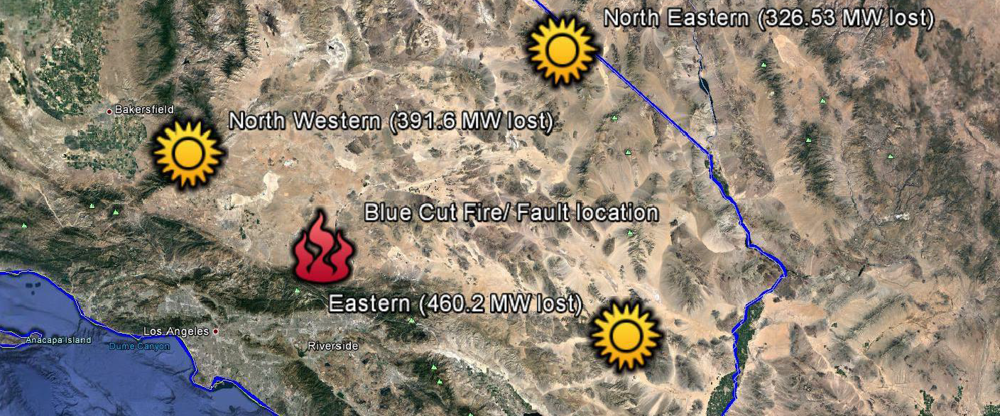 North Eastern (326.53 MW lost)
Bakersfield
North Western (391.6 MW lost)
Blue Cut Fire/ Fault location
Eastern (460.2 MW lost)
Los Angeles
Anacapa Island
Dume Canyon
Riverside